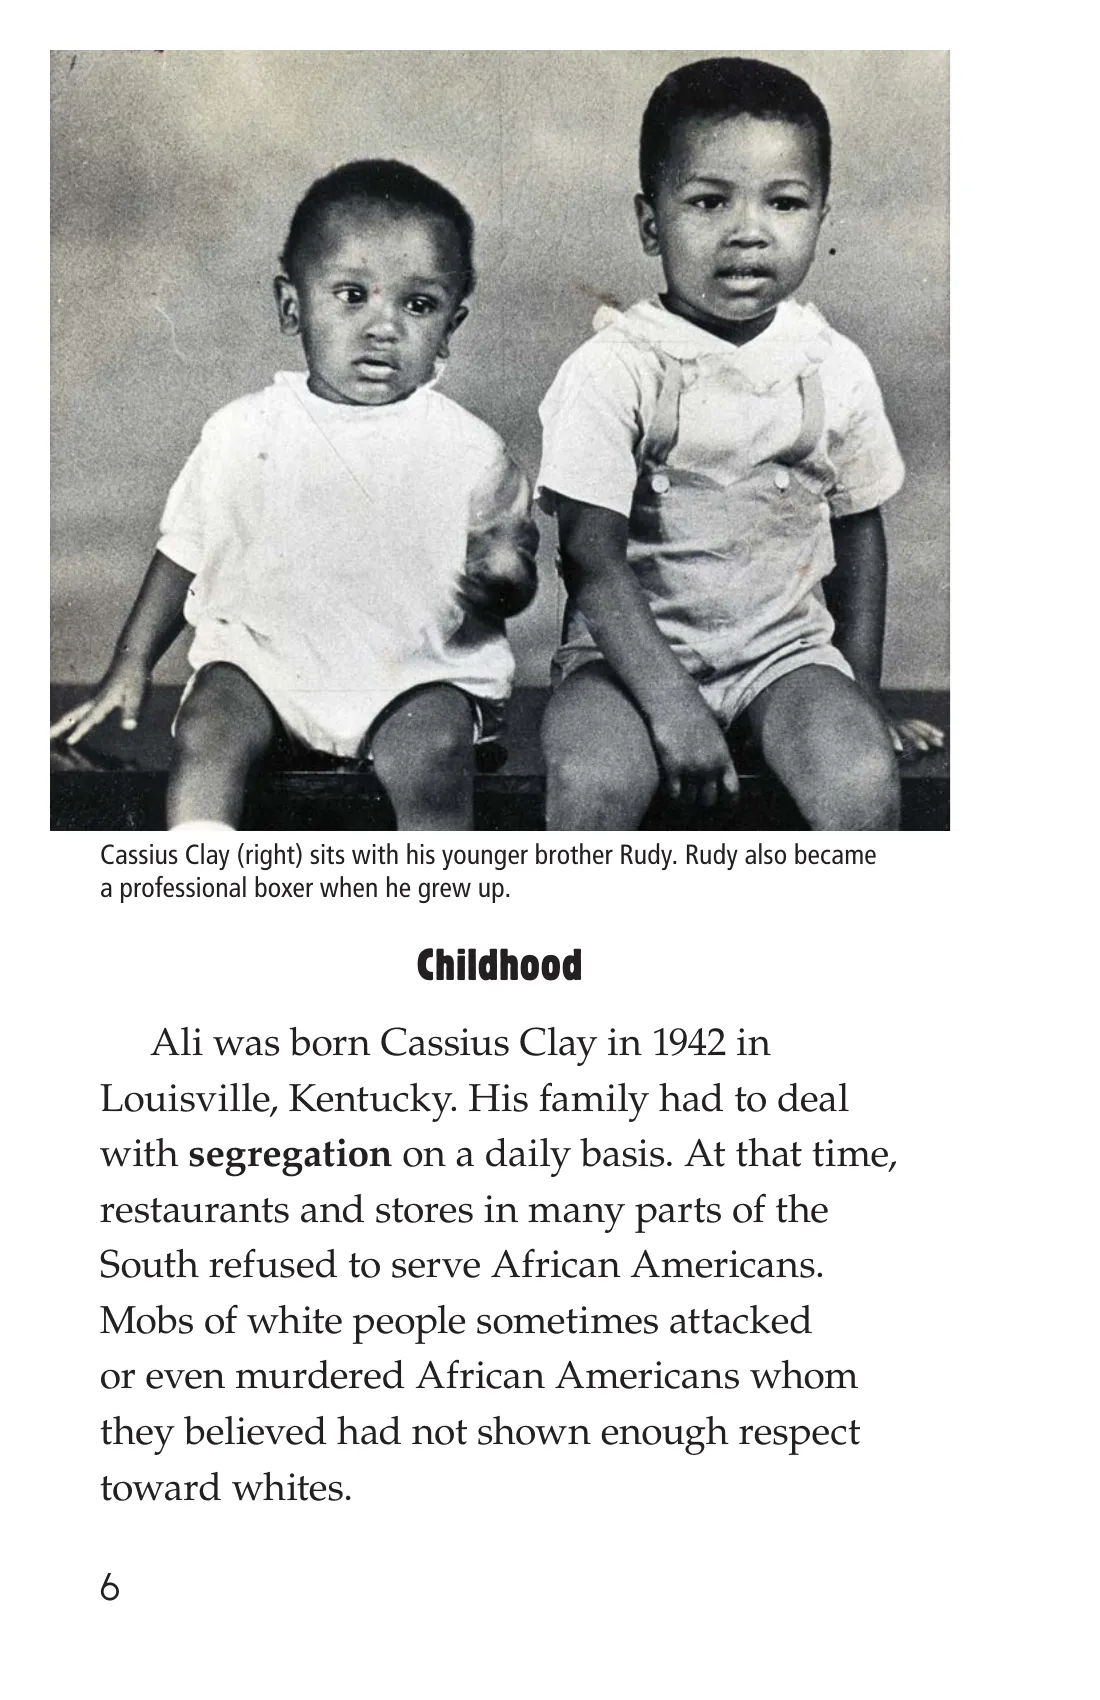 Cassius Clay (right) sits with his younger brother Rudy. Rudy also became
a professional boxer when he grew up.
Childhood
Ali was born Cassius Clay in 1942 in
Louisville, Kentucky. His family had to deal
with segregation on a daily basis. At that time,
restaurants and stores in many parts of the
South refused to serve African Americans.
Mobs of white people sometimes attacked
or even murdered African Americans whom
they believed had not shown enough respect
toward whites.
6